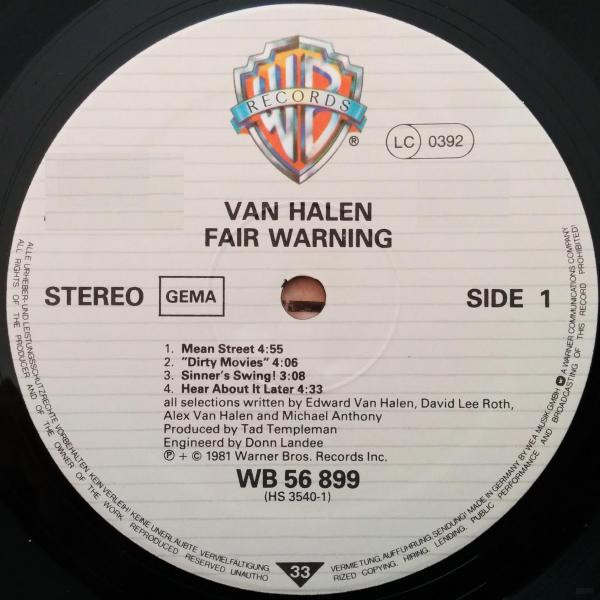 WB
RECORDS
®
LC 0392
VAN HALEN
FAIR WARNING
STEREO GEMA SIDE 1
1. Mean Street 4:55
2. "Dirty Movies" 4:06
3. Sinner's Swing! 3:08
4. Hear About It Later 4:33
all selections written by Edward Van Halen, David Lee Roth,
Alex Van Halen and Michael Anthony
Produced by Tad Templeman
Engineerd by Donn Landee
℗ + © 1981 Warner Bros. Records Inc.
WB 56 899
(HS 3540-1)
33
ALLE URHEBER- UND LEISTUNGSSCHUTZRECHTE VORBEHALTEN. KEIN VERLEIH! KEINE UNERLAUBTE VERVIELFÄLTIGUNG, VERMIETUNG, AUFFÜHRUNG, SENDUNG! MADE IN GERMANY BY WEA MUSIK GMBH A WARNER COMMUNICATIONS COMPANY
ALL RIGHTS OF THE PRODUCER AND OF THE OWNER OF THE WORK REPRODUCED RESERVED UNAUTHORIZED COPYING, HIRING, LENDING, PUBLIC PERFORMANCE AND BROADCASTING OF THIS RECORD PROHIBITED!